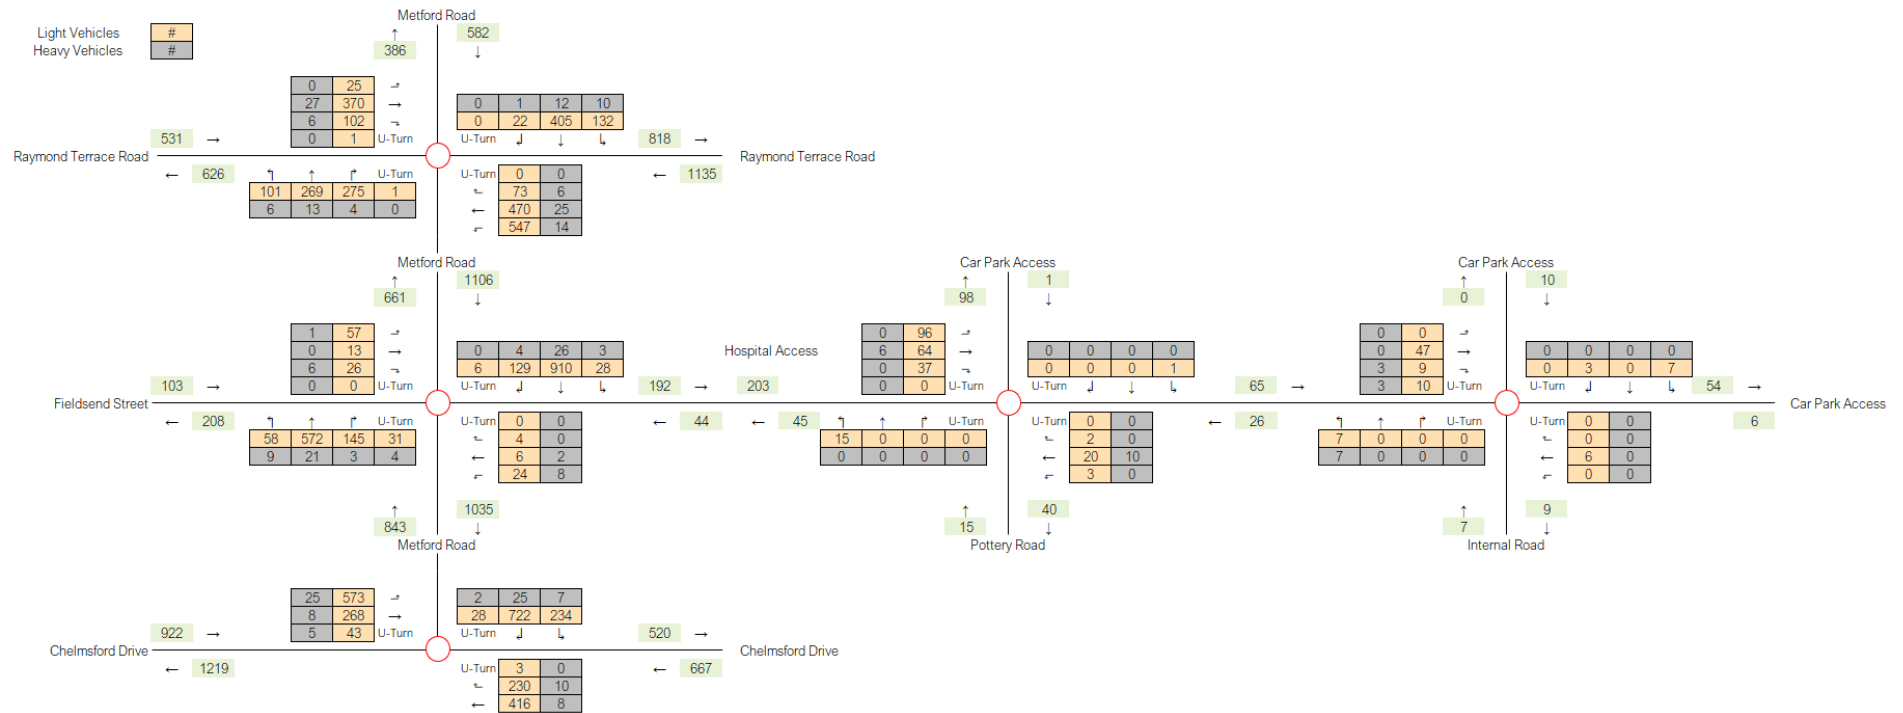 Metford Road
Light Vehicles #
Heavy Vehicles #
↑ 386
582 ↓
0 25
27 370 →
6 102
0 1 U-Turn
0 1 12 10
0 22 405 132
U-Turn ↓
531 →
818 →
Raymond Terrace Road
Raymond Terrace Road
← 626
← 1135
↑ U-Turn
101 269 275 1
6 13 4 0
U-Turn 0 0
73 6
← 470 25
547 14
Metford Road
↑ 661
1106 ↓
1 57
0 13 →
6 26
0 0 U-Turn
0 4 26 3
6 129 910 28
U-Turn ↓
103 →
192 →
Fieldsend Street
← 208
← 44
↑ U-Turn
58 572 145 31
9 21 3 4
U-Turn 0 0
4 0
← 6 2
24 8
Hospital Access
203
← 45
Car Park Access
↑ 98
1 ↓
0 96
6 64 →
0 37
0 0 U-Turn
0 0 0 0
0 0 0 1
U-Turn ↓
65 →
← 26
↑ U-Turn
15 0 0 0
0 0 0 0
U-Turn 0 0
2 0
← 20 10
3 0
↑ 15
40 ↓
Pottery Road
Car Park Access
↑ 0
10 ↓
0 0
0 47 →
3 9
3 10 U-Turn
0 0 0 0
0 3 0 7
U-Turn ↓
54 →
Car Park Access
6
↑ U-Turn
7 0 0 0
7 0 0 0
U-Turn 0 0
0 0
← 6 0
0 0
↑ 7
9 ↓
Internal Road
↑ 843
1035 ↓
Metford Road
25 573
8 268 →
5 43 U-Turn
2 25 7
28 722 234
U-Turn
922 →
520 →
Chelmsford Drive
Chelmsford Drive
← 1219
← 667
U-Turn 3 0
230 10
← 416 8